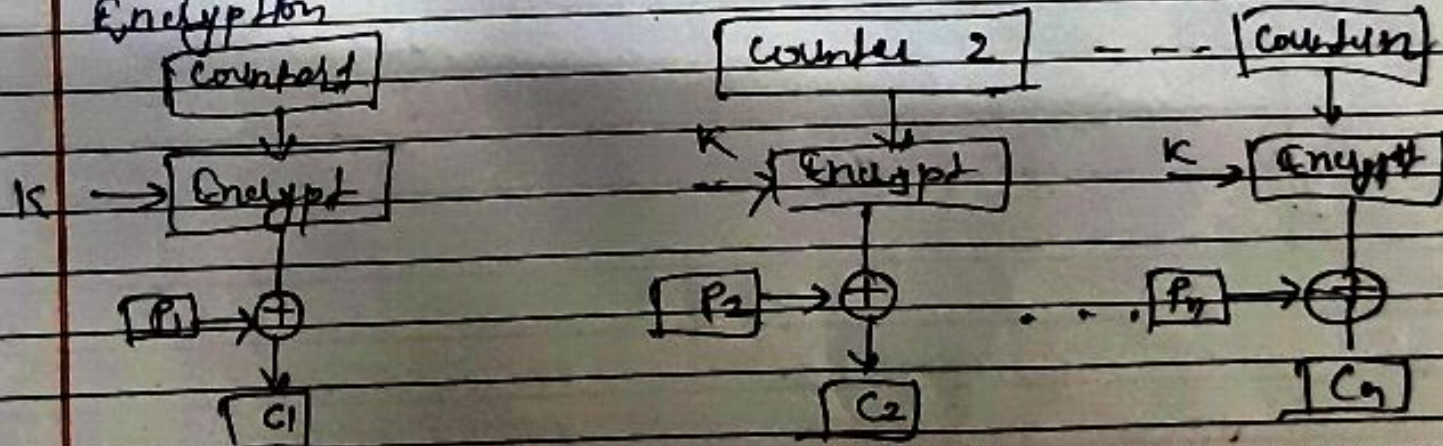 Encryption
Counter 1 Counter 2 - - - - Counter n
K Encrypt K Encrypt K Encrypt
P1 + P2 + . . . Pn +
C1 C2 Cn